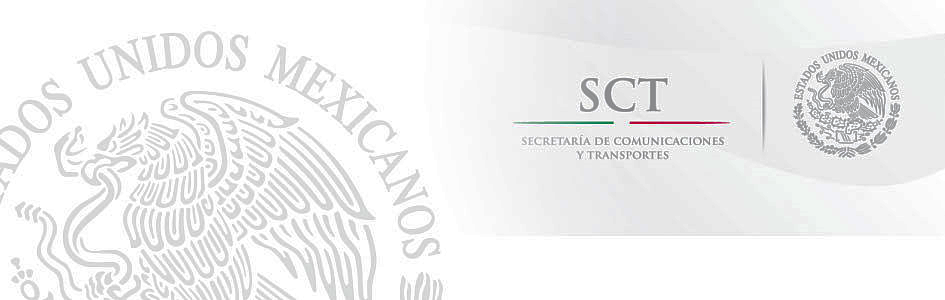 ESTADOS UNIDOS MEXICANOS
SCT
SECRETARÍA DE COMUNICACIONES
Y TRANSPORTES
ESTADOS UNIDOS MEXICANOS